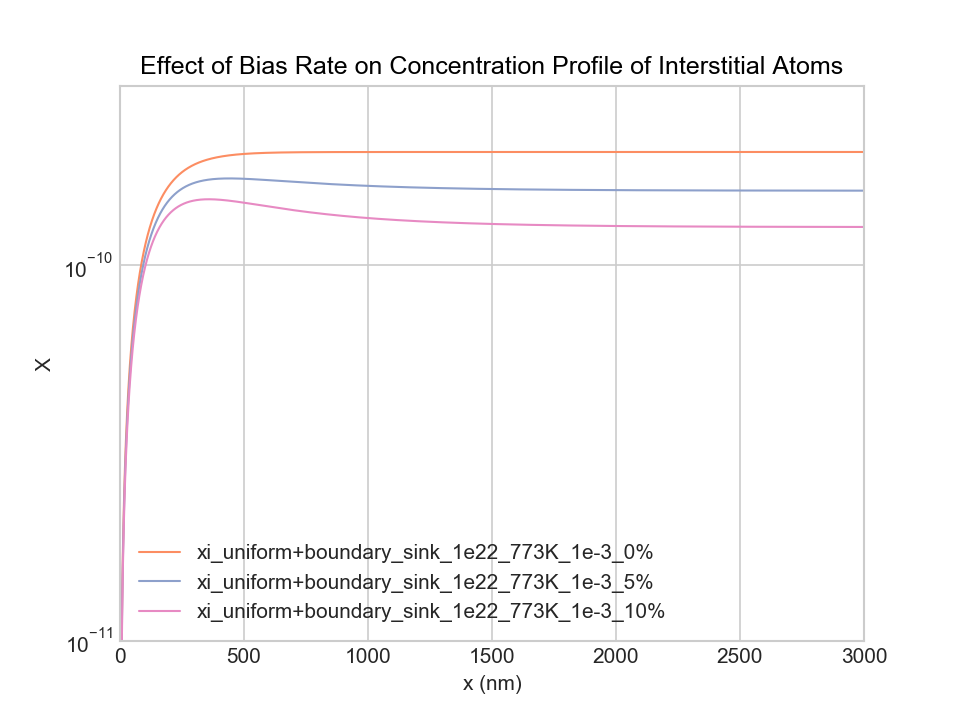 Effect of Bias Rate on Concentration Profile of Interstitial Atoms
10⁻¹⁰
X
xi_uniform+boundary_sink_1e22_773K_1e-3_0%
xi_uniform+boundary_sink_1e22_773K_1e-3_5%
xi_uniform+boundary_sink_1e22_773K_1e-3_10%
10⁻¹¹
0 500 1000 1500 2000 2500 3000
x (nm)